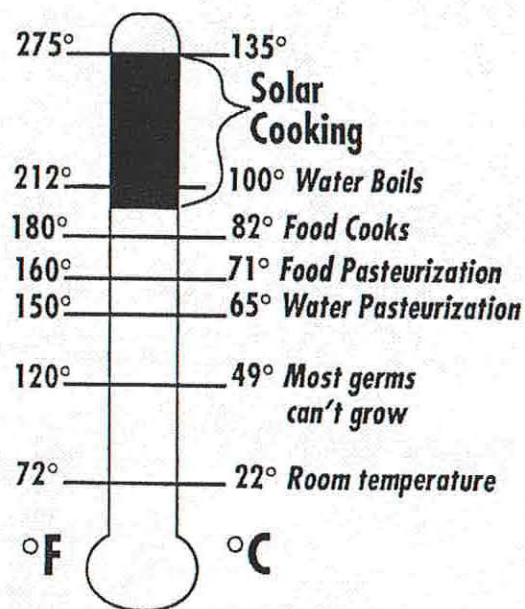 275° 135°
Solar
Cooking
212° 100° Water Boils
180° 82° Food Cooks
160° 71° Food Pasteurization
150° 65° Water Pasteurization
120° 49° Most germs
can't grow
72° 22° Room temperature
°F °C